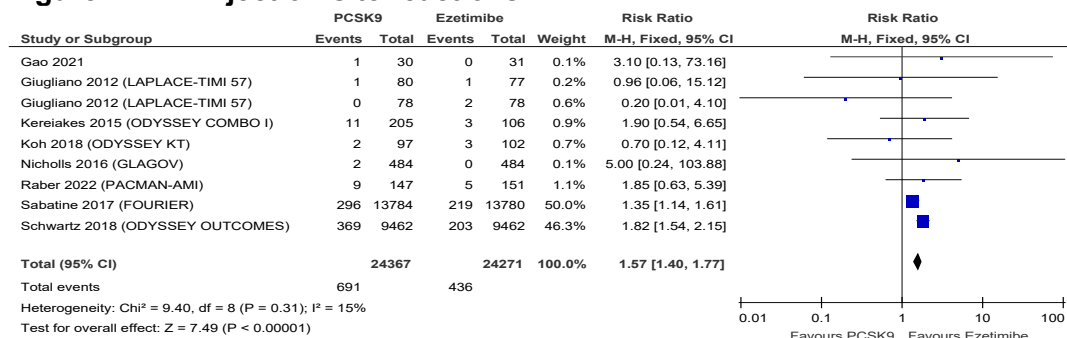 PCSK9 Ezetimibe Risk Ratio Risk Ratio
Study or Subgroup Events Total Events Total Weight M-H, Fixed, 95% CI M-H, Fixed, 95% CI
Gao 2021 1 30 0 31 0.1% 3.10 [0.13, 73.16]
Giugliano 2012 (LAPLACE-TIMI 57) 1 80 1 77 0.2% 0.96 [0.06, 15.12]
Giugliano 2012 (LAPLACE-TIMI 57) 0 78 2 78 0.6% 0.20 [0.01, 4.10]
Kereiakes 2015 (ODYSSEY COMBO I) 11 205 3 106 0.9% 1.90 [0.54, 6.65]
Koh 2018 (ODYSSEY KT) 2 97 3 102 0.7% 0.70 [0.12, 4.11]
Nicholls 2016 (GLAGOV) 2 484 0 484 0.1% 5.00 [0.24, 103.88]
Raber 2022 (PACMAN-AMI) 9 147 5 151 1.1% 1.85 [0.63, 5.39]
Sabatine 2017 (FOURIER) 296 13784 219 13780 50.0% 1.35 [1.14, 1.61]
Schwartz 2018 (ODYSSEY OUTCOMES) 369 9462 203 9462 46.3% 1.82 [1.54, 2.15]
Total (95% CI) 24367 24271 100.0% 1.57 [1.40, 1.77]
Total events 691 436
Heterogeneity: Chi² = 9.40, df = 8 (P = 0.31); I² = 15%
Test for overall effect: Z = 7.49 (P < 0.00001)
0.01 0.1 1 10 100
Favours PCSK9 Favours Ezetimibe